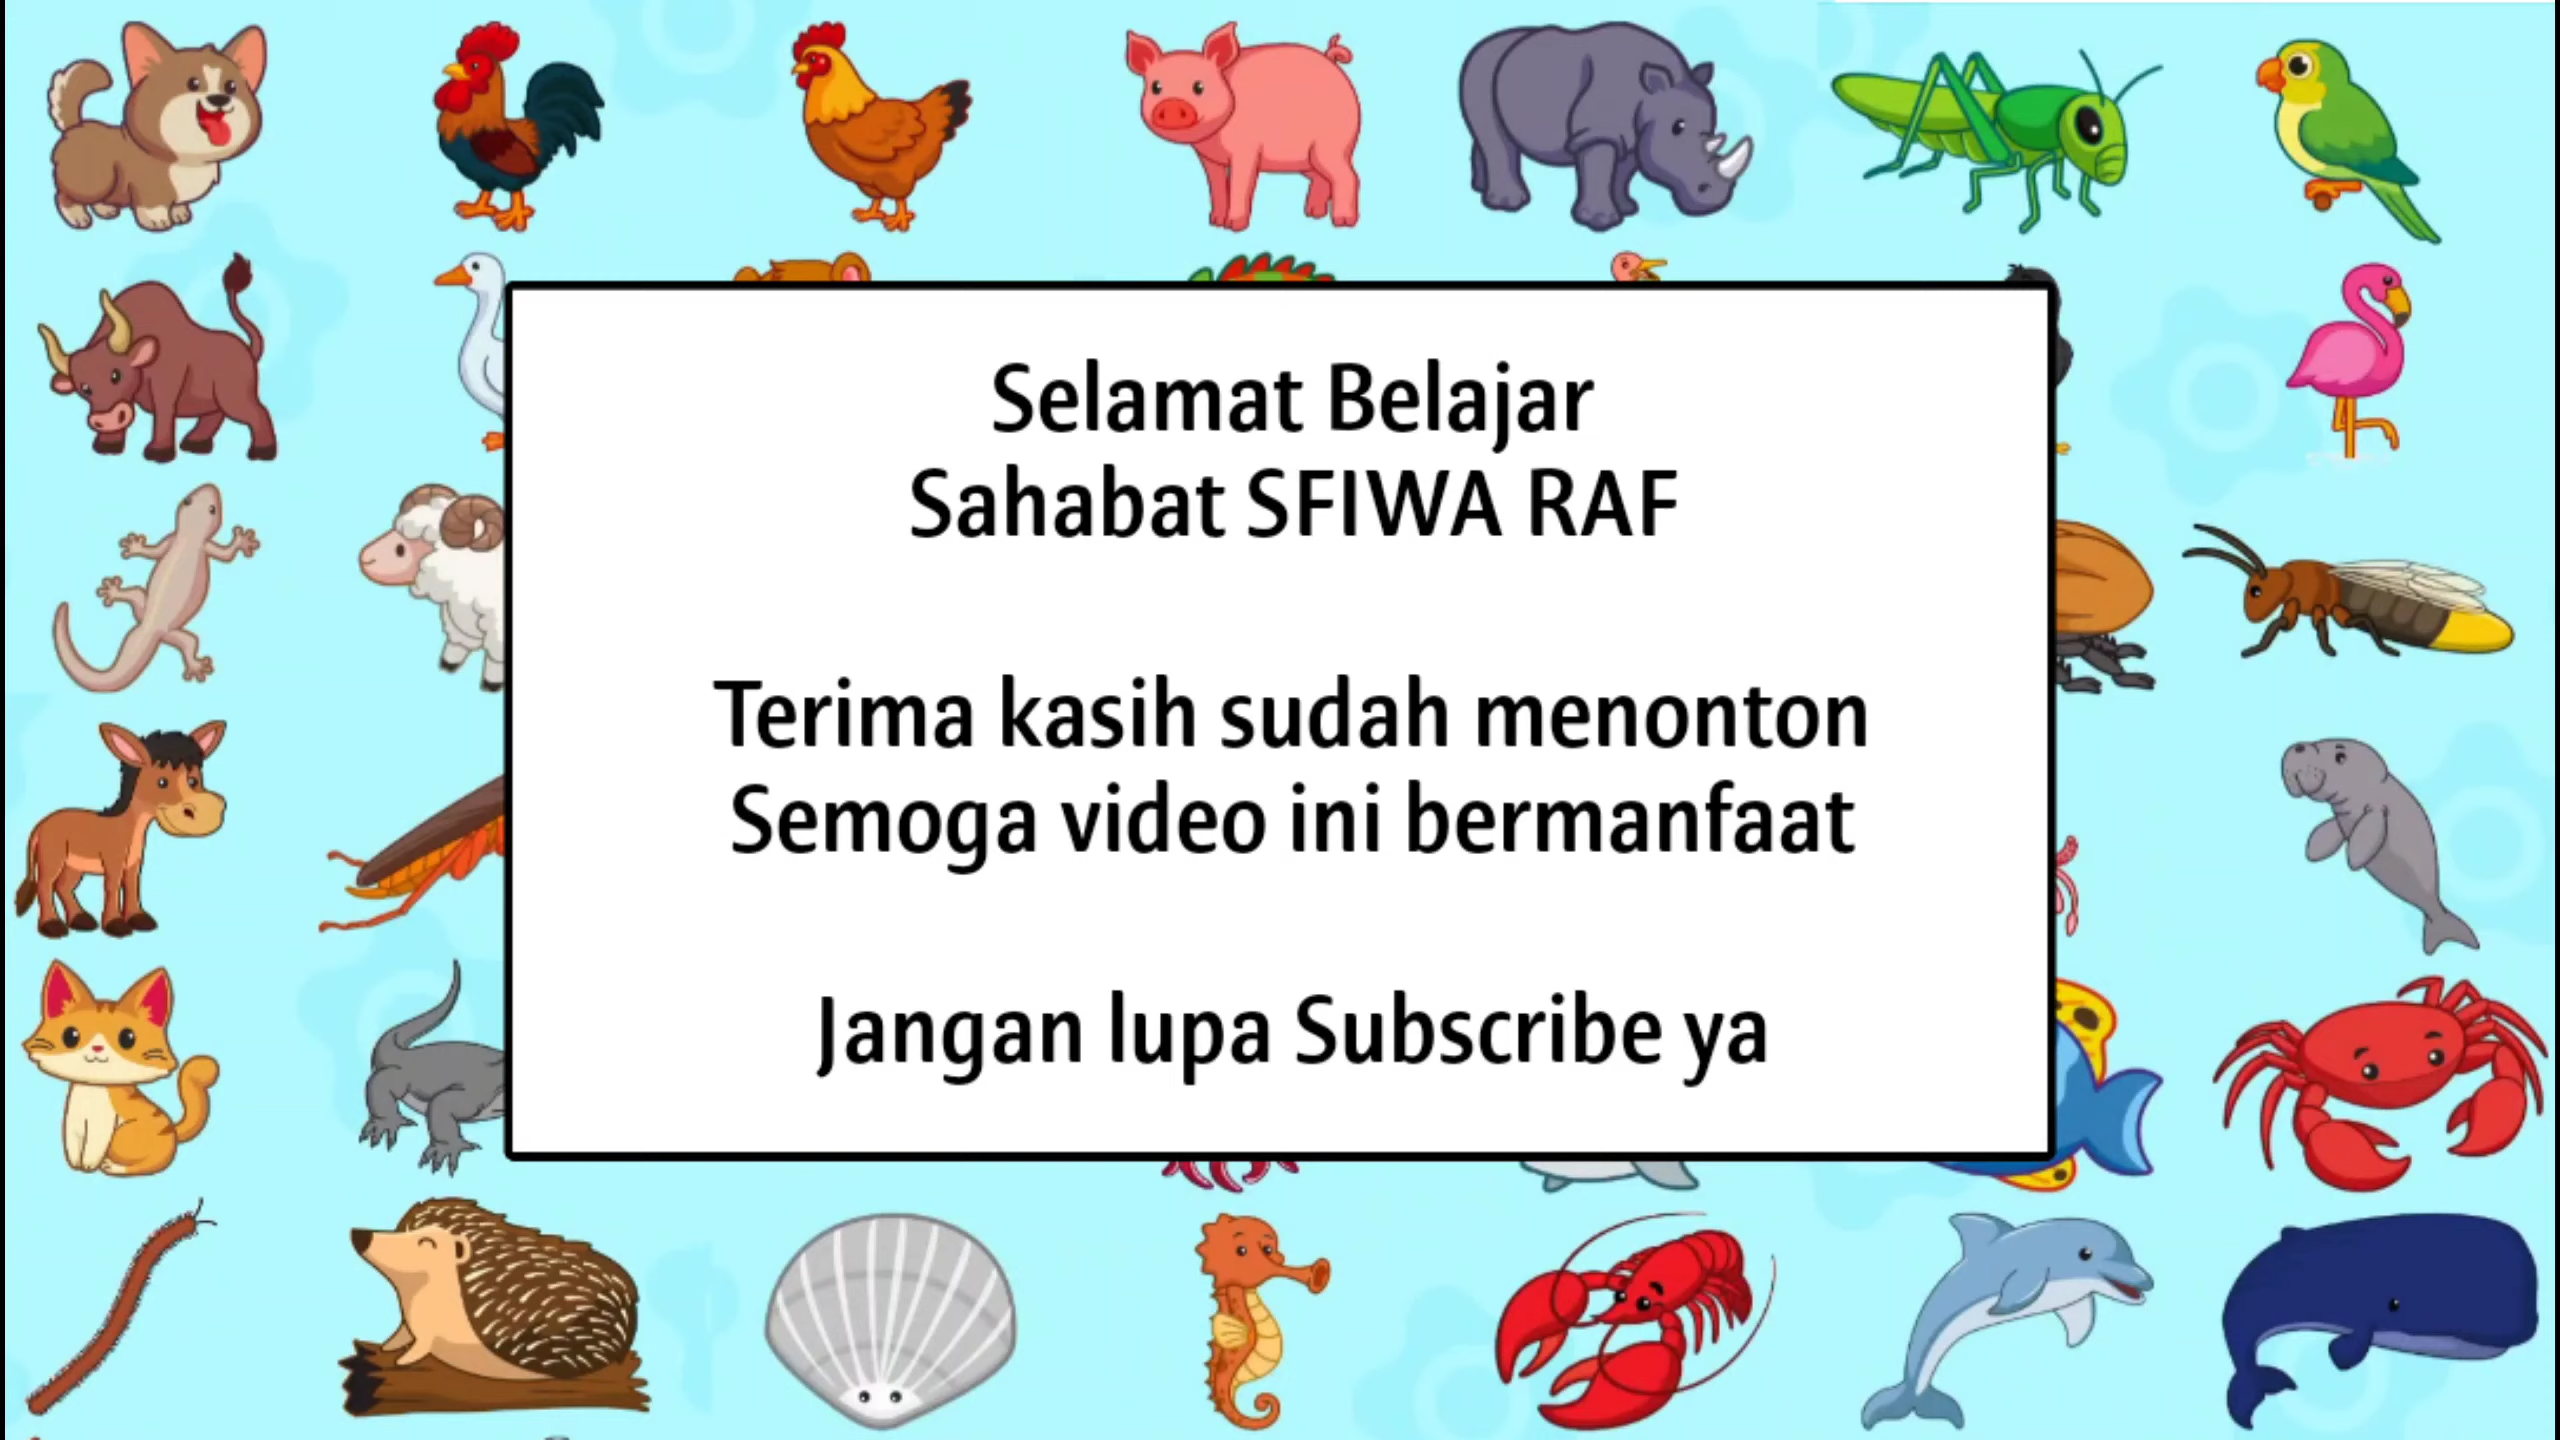 Selamat Belajar
Sahabat SFIWA RAF
Terima kasih sudah menonton
Semoga video ini bermanfaat
Jangan lupa Subscribe ya